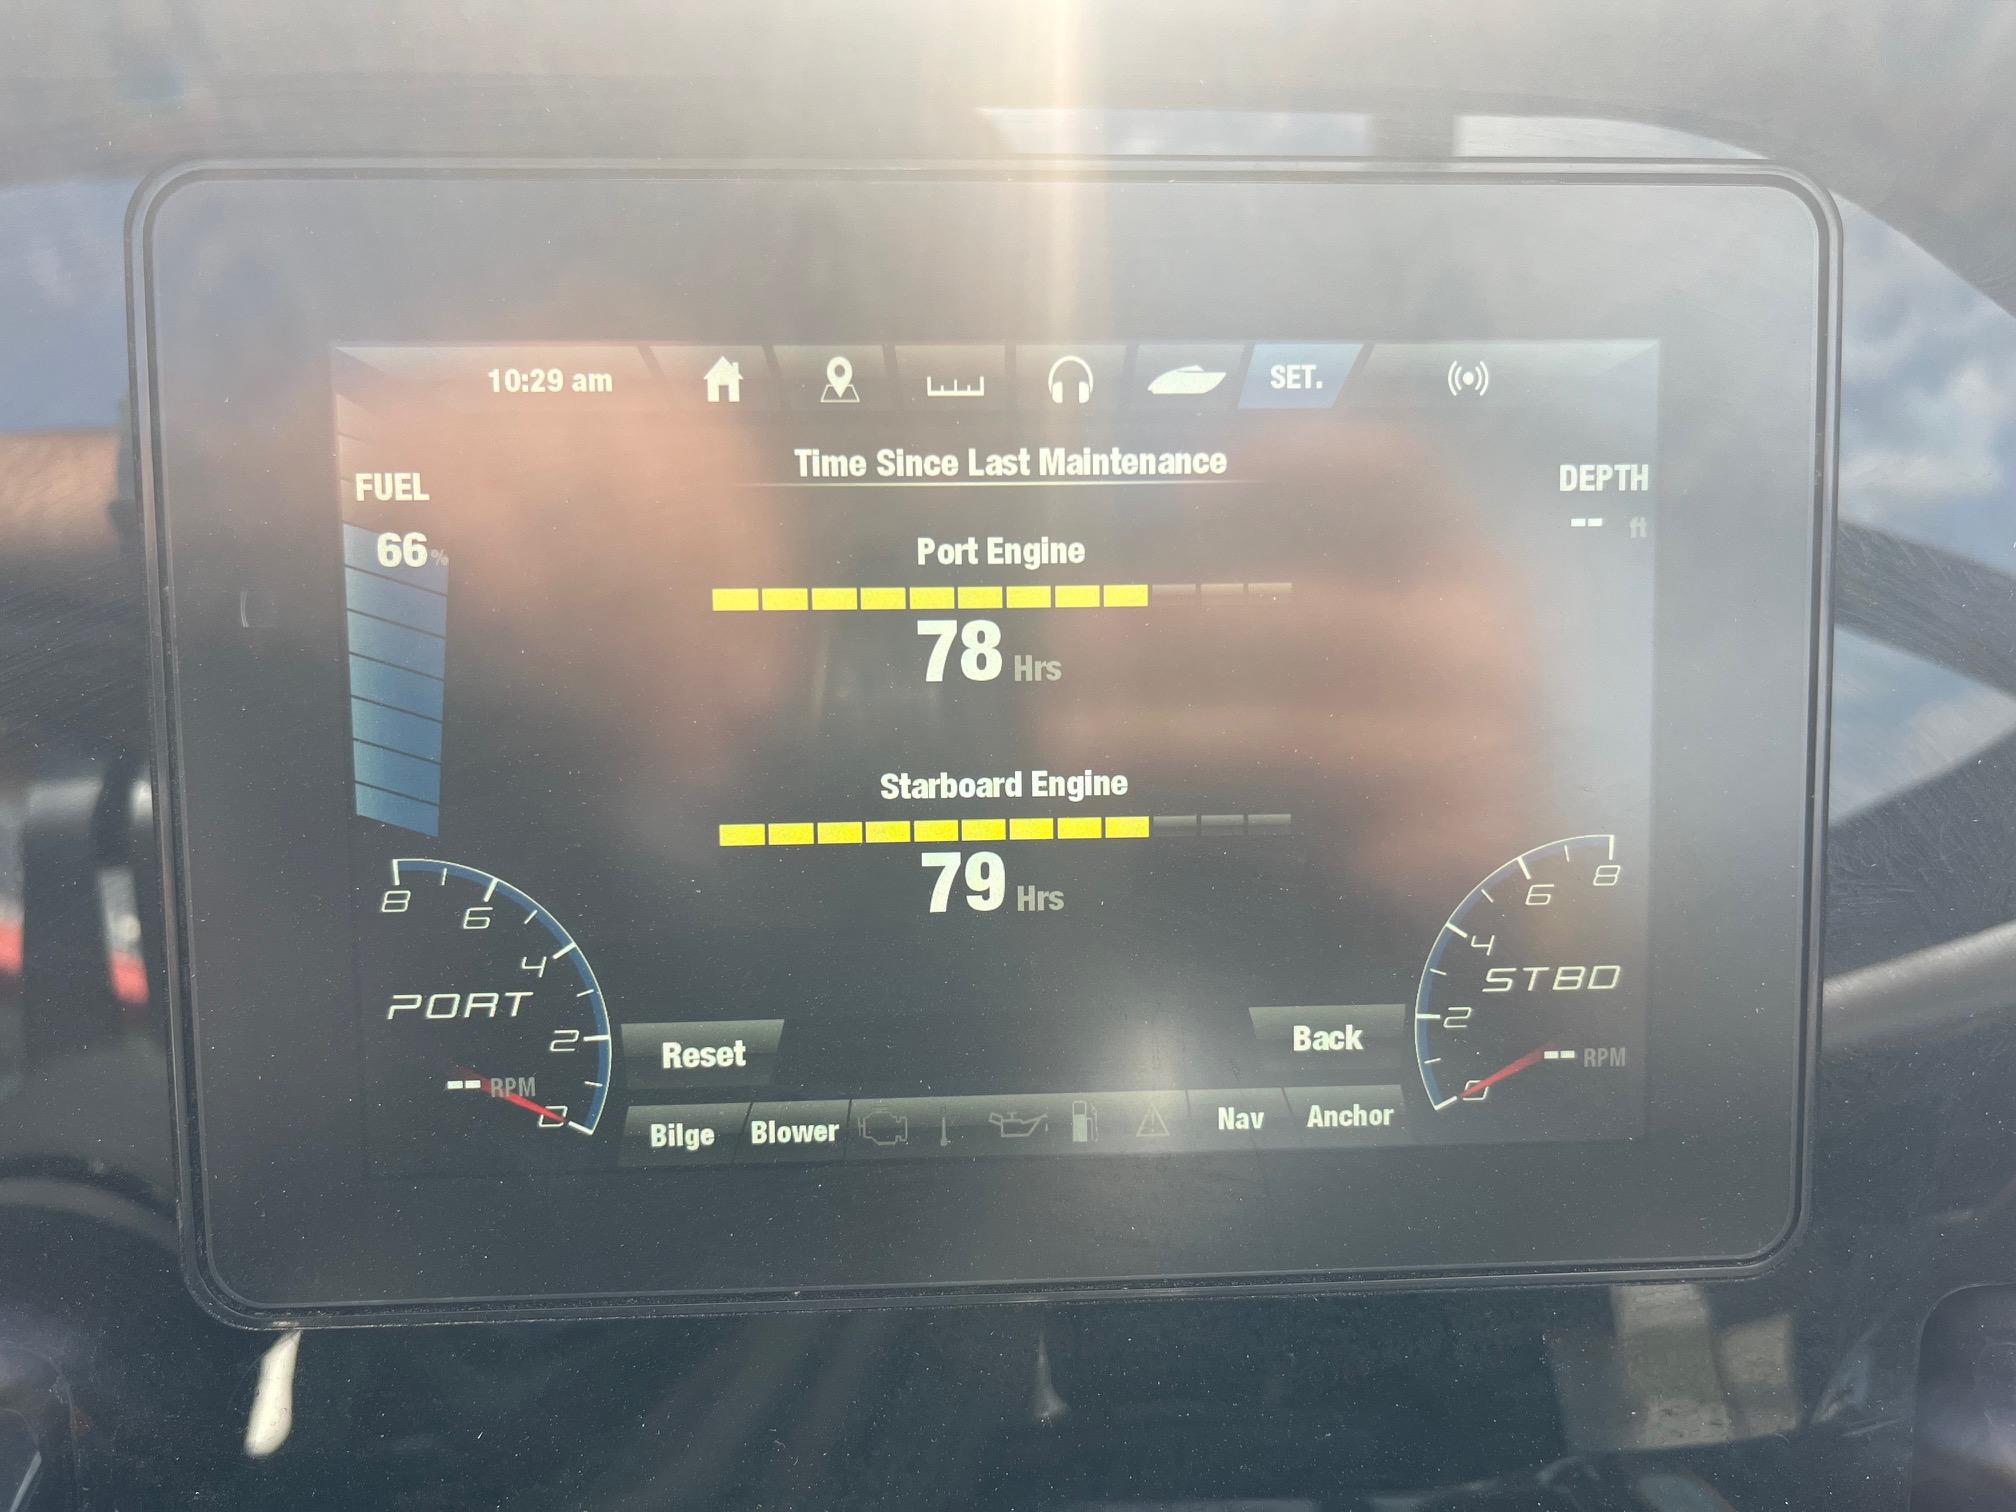 10:29 am
SET.
Time Since Last Maintenance
FUEL
66%
DEPTH
-- ft
Port Engine
78 Hrs
Starboard Engine
79 Hrs
8
6
4
PORT
2
-- RPM
0
8
6
4
STBD
2
-- RPM
0
Reset
Back
Bilge
Blower
Nav
Anchor